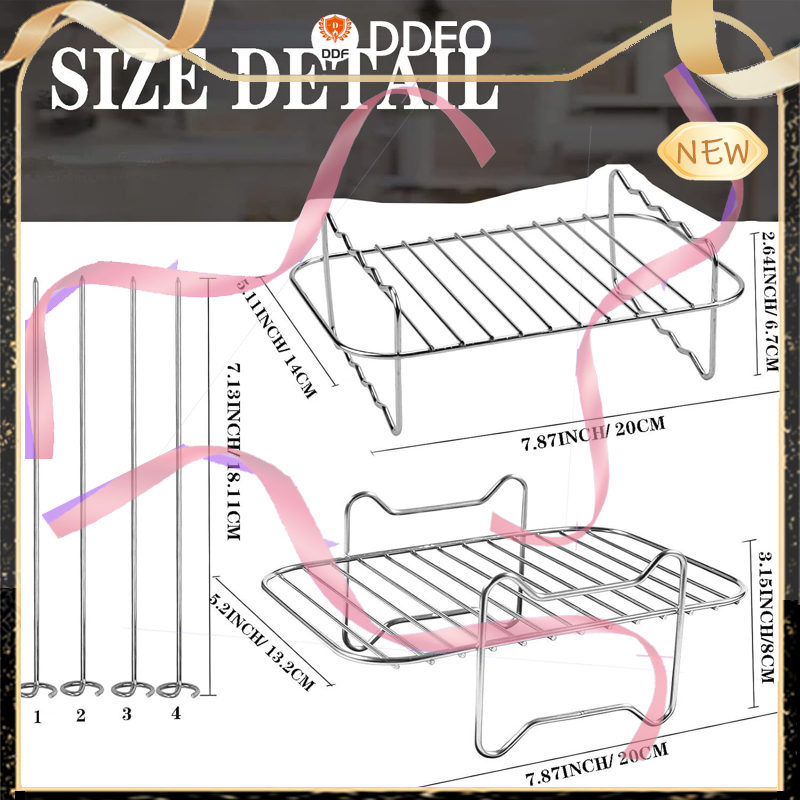 DDF
DDFO
SIZE DETAIL
NEW
2.64INCH/ 6.7CM
5.11INCH/ 14CM
7.87INCH/ 20CM
7.13INCH/ 18.11CM
3.15INCH/8CM
5.2INCH/ 13.2CM
1 2 3 4
7.87INCH/ 20CM